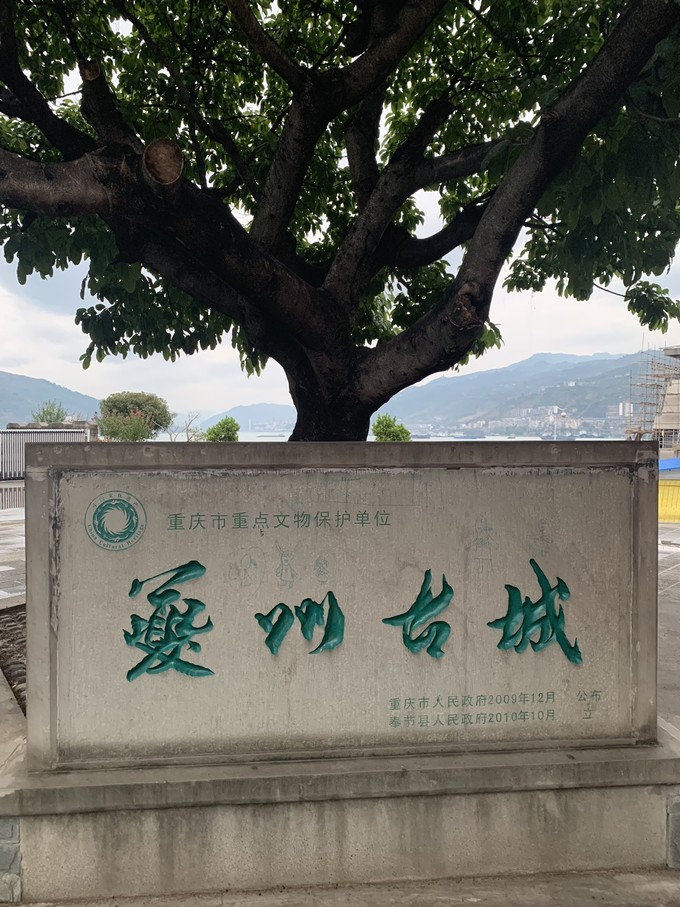 重庆市重点文物保护单位
夔州古城
重庆市人民政府2009年12月 公布
奉节县人民政府2010年10月 立